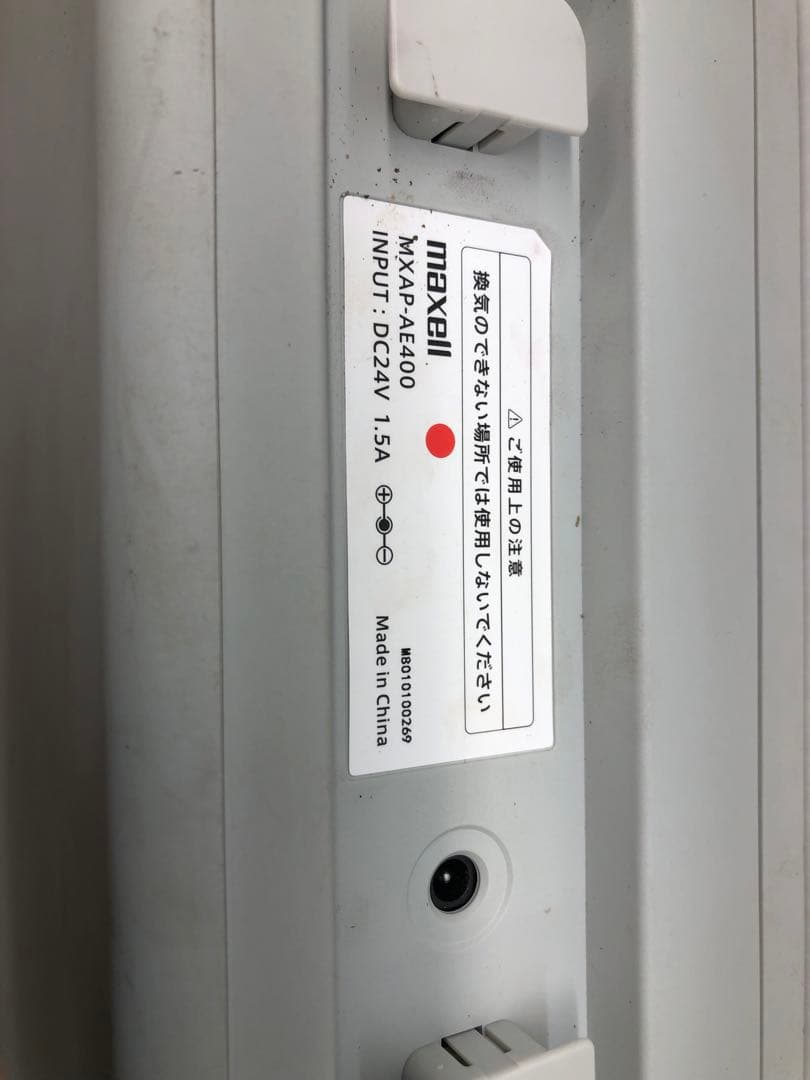 ⚠ご使用上の注意
換気のできない場所では使用しないでください
maxell
MXAP-AE400
INPUT : DC24V 1.5A
MB010100269
Made in China